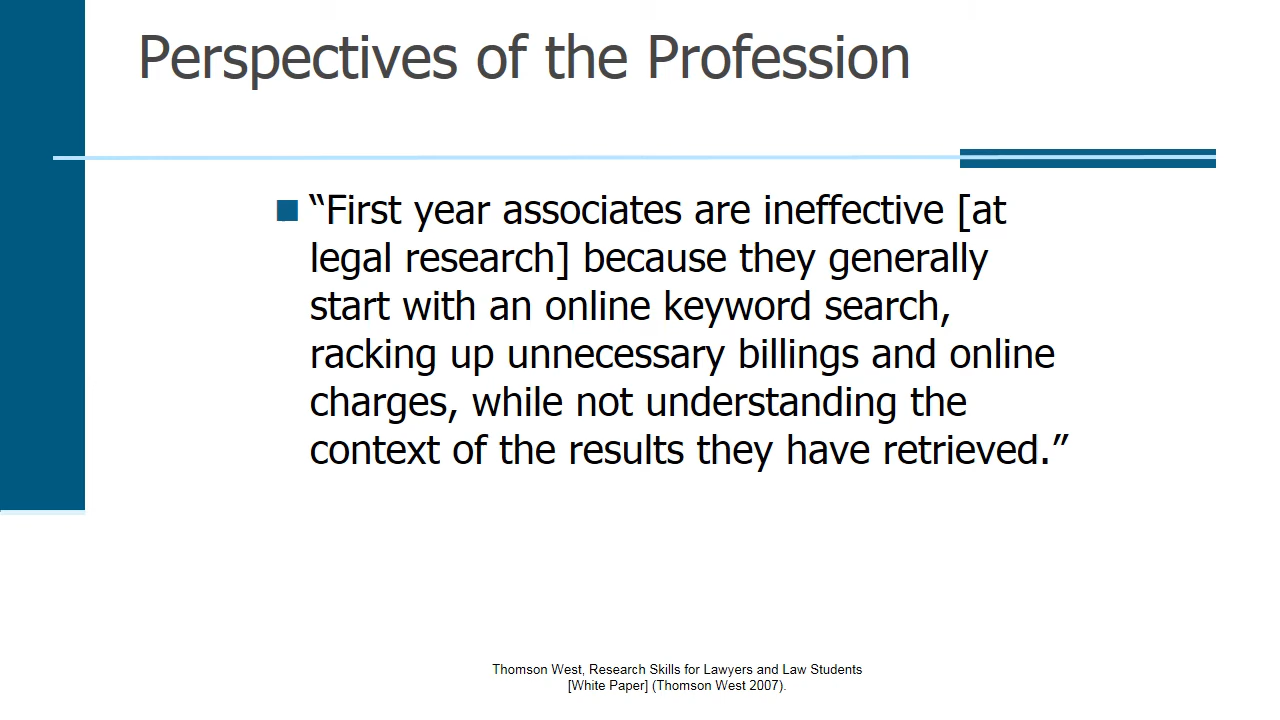 Perspectives of the Profession
“First year associates are ineffective [at
legal research] because they generally
start with an online keyword search,
racking up unnecessary billings and online
charges, while not understanding the
context of the results they have retrieved.”
Thomson West, Research Skills for Lawyers and Law Students
[White Paper] (Thomson West 2007).